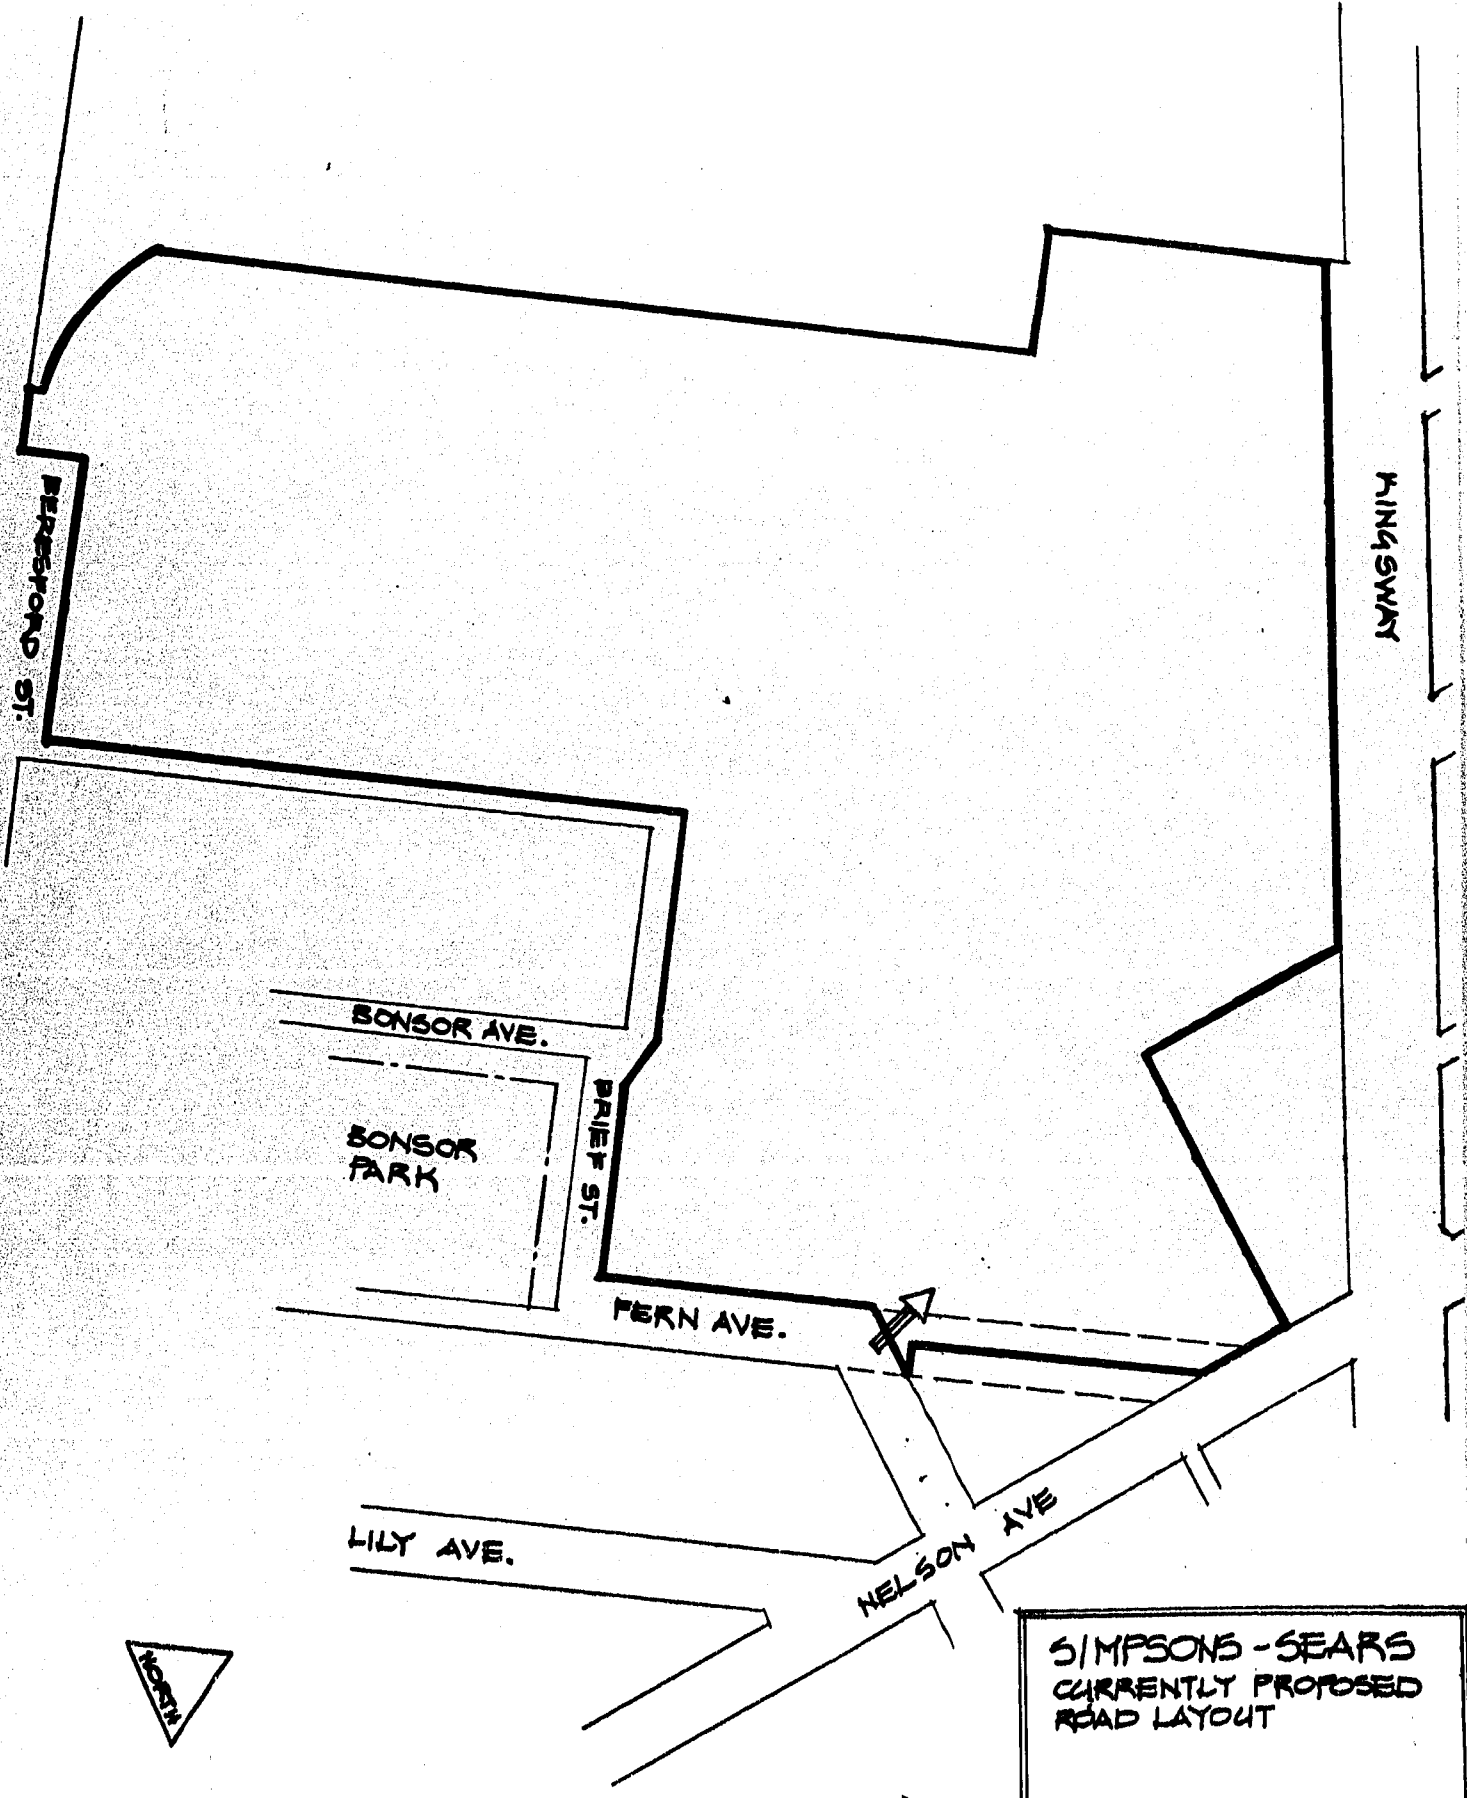 KINGSWAY
BERESFORD ST.
BONSOR AVE.
BRIEF ST.
BONSOR
PARK
FERN AVE.
NELSON AVE
LILY AVE.
NORTH
SIMPSONS-SEARS
CURRENTLY PROPOSED
ROAD LAYOUT